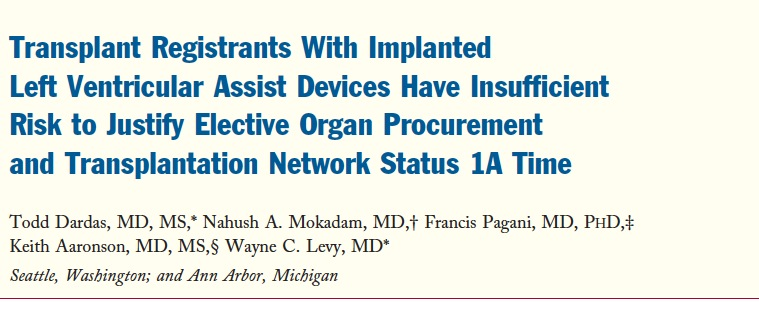 Transplant Registrants With Implanted
Left Ventricular Assist Devices Have Insufficient
Risk to Justify Elective Organ Procurement
and Transplantation Network Status 1A Time
Todd Dardas, MD, MS,* Nahush A. Mokadam, MD,† Francis Pagani, MD, PHD,‡
Keith Aaronson, MD, MS,§ Wayne C. Levy, MD*
Seattle, Washington; and Ann Arbor, Michigan